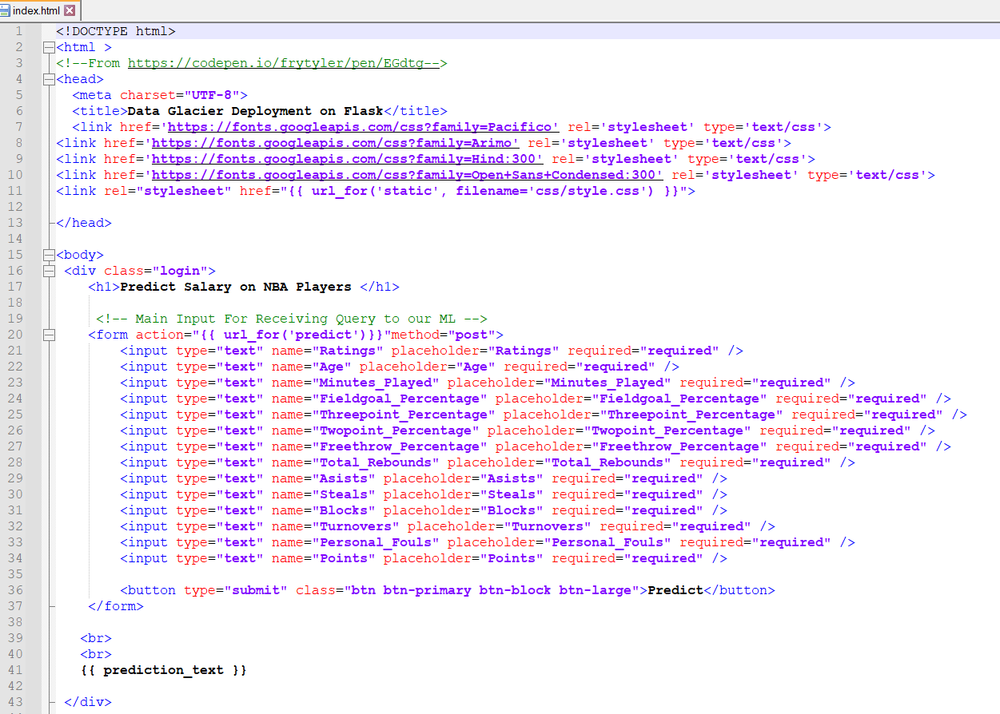 index.html
1 <!DOCTYPE html>
2 <html >
3 <!--From https://codepen.io/frytyler/pen/EGdtg-->
4 <head>
5 <meta charset="UTF-8">
6 <title>Data Glacier Deployment on Flask</title>
7 <link href='https://fonts.googleapis.com/css?family=Pacifico' rel='stylesheet' type='text/css'>
8 <link href='https://fonts.googleapis.com/css?family=Arimo' rel='stylesheet' type='text/css'>
9 <link href='https://fonts.googleapis.com/css?family=Hind:300' rel='stylesheet' type='text/css'>
10 <link href='https://fonts.googleapis.com/css?family=Open+Sans+Condensed:300' rel='stylesheet' type='text/css'>
11 <link rel="stylesheet" href="{{ url_for('static', filename='css/style.css') }}">
12
13 </head>
14
15 <body>
16 <div class="login">
17 <h1>Predict Salary on NBA Players </h1>
18
19 <!-- Main Input For Receiving Query to our ML -->
20 <form action="{{ url_for('predict')}}"method="post">
21 <input type="text" name="Ratings" placeholder="Ratings" required="required" />
22 <input type="text" name="Age" placeholder="Age" required="required" />
23 <input type="text" name="Minutes_Played" placeholder="Minutes_Played" required="required" />
24 <input type="text" name="Fieldgoal_Percentage" placeholder="Fieldgoal_Percentage" required="required" />
25 <input type="text" name="Threepoint_Percentage" placeholder="Threepoint_Percentage" required="required" />
26 <input type="text" name="Twopoint_Percentage" placeholder="Twopoint_Percentage" required="required" />
27 <input type="text" name="Freethrow_Percentage" placeholder="Freethrow_Percentage" required="required" />
28 <input type="text" name="Total_Rebounds" placeholder="Total_Rebounds" required="required" />
29 <input type="text" name="Asists" placeholder="Asists" required="required" />
30 <input type="text" name="Steals" placeholder="Steals" required="required" />
31 <input type="text" name="Blocks" placeholder="Blocks" required="required" />
32 <input type="text" name="Turnovers" placeholder="Turnovers" required="required" />
33 <input type="text" name="Personal_Fouls" placeholder="Personal_Fouls" required="required" />
34 <input type="text" name="Points" placeholder="Points" required="required" />
35
36 <button type="submit" class="btn btn-primary btn-block btn-large">Predict</button>
37 </form>
38
39 <br>
40 <br>
41 {{ prediction_text }}
42
43 </div>